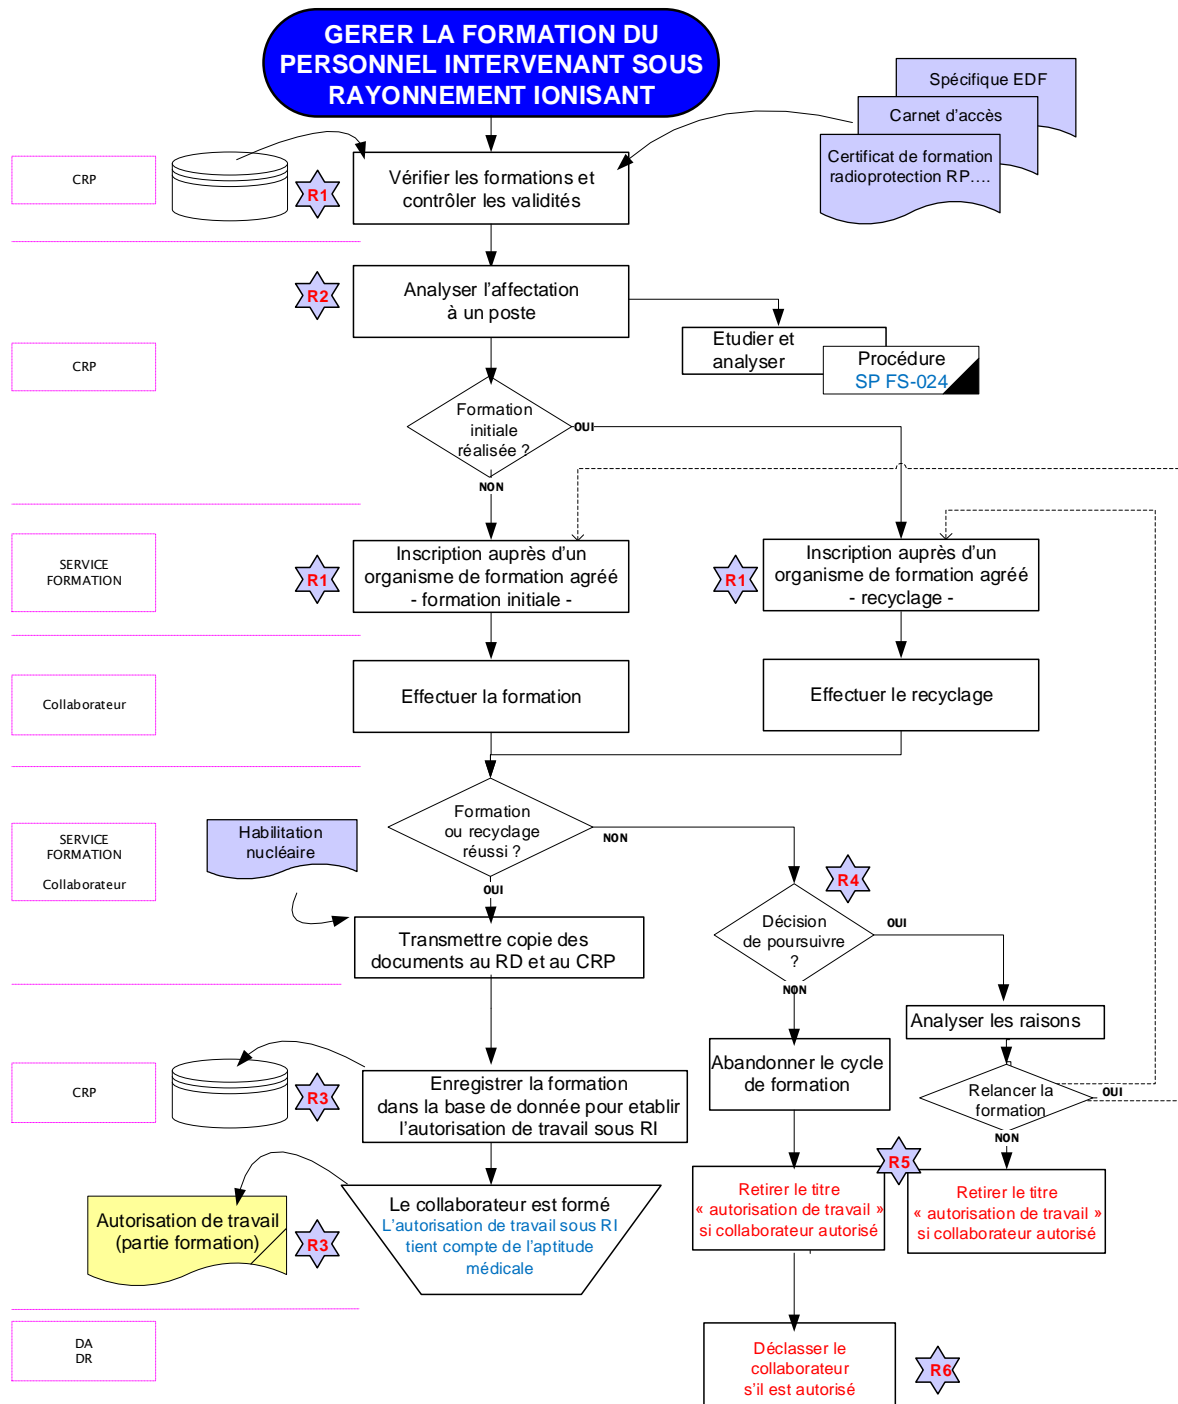 GERER LA FORMATION DU
PERSONNEL INTERVENANT SOUS
RAYONNEMENT IONISANT
Spécifique EDF
Carnet d'accès
Certificat de formation
radioprotection RP....
CRP
R1
Vérifier les formations et
contrôler les validités
R2
Analyser l'affectation
à un poste
Etudier et
analyser
Procédure
SP FS-024
CRP
Formation
initiale
réalisée ?
OUI
NON
SERVICE
FORMATION
R1
Inscription auprès d'un
organisme de formation agréé
- formation initiale -
R1
Inscription auprès d'un
organisme de formation agréé
- recyclage -
Collaborateur
Effectuer la formation
Effectuer le recyclage
SERVICE
FORMATION
Collaborateur
Habilitation
nucléaire
Formation
ou recyclage
réussi ?
NON
OUI
R4
Décision
de poursuivre
?
OUI
NON
Transmettre copie des
documents au RD et au CRP
Analyser les raisons
CRP
R3
Enregistrer la formation
dans la base de donnée pour etablir
l'autorisation de travail sous RI
Abandonner le cycle
de formation
Relancer la
formation
OUI
NON
R5
Retirer le titre
« autorisation de travail »
si collaborateur autorisé
Retirer le titre
« autorisation de travail »
si collaborateur autorisé
Autorisation de travail
(partie formation)
R3
Le collaborateur est formé
L'autorisation de travail sous RI
tient compte de l'aptitude
médicale
DA
DR
Déclasser le
collaborateur
s'il est autorisé
R6